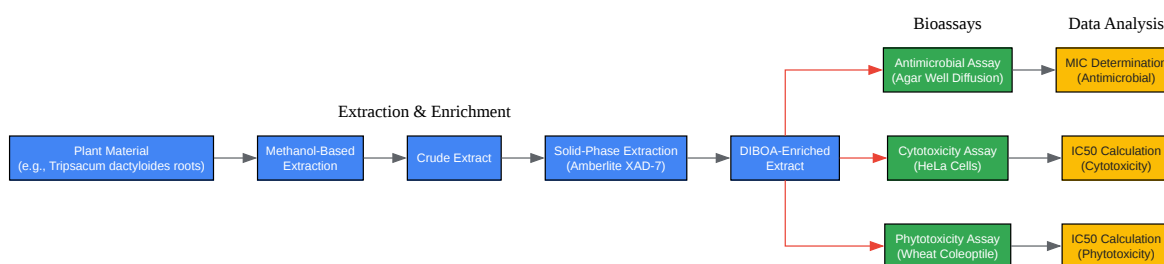 Bioassays
Data Analysis
Antimicrobial Assay
(Agar Well Diffusion)
MIC Determination
(Antimicrobial)
Extraction & Enrichment
Plant Material
(e.g., Tripsacum dactyloides roots)
Methanol-Based
Extraction
Crude Extract
Solid-Phase Extraction
(Amberlite XAD-7)
DIBOA-Enriched
Extract
Cytotoxicity Assay
(HeLa Cells)
IC50 Calculation
(Cytotoxicity)
Phytotoxicity Assay
(Wheat Coleoptile)
IC50 Calculation
(Phytotoxicity)